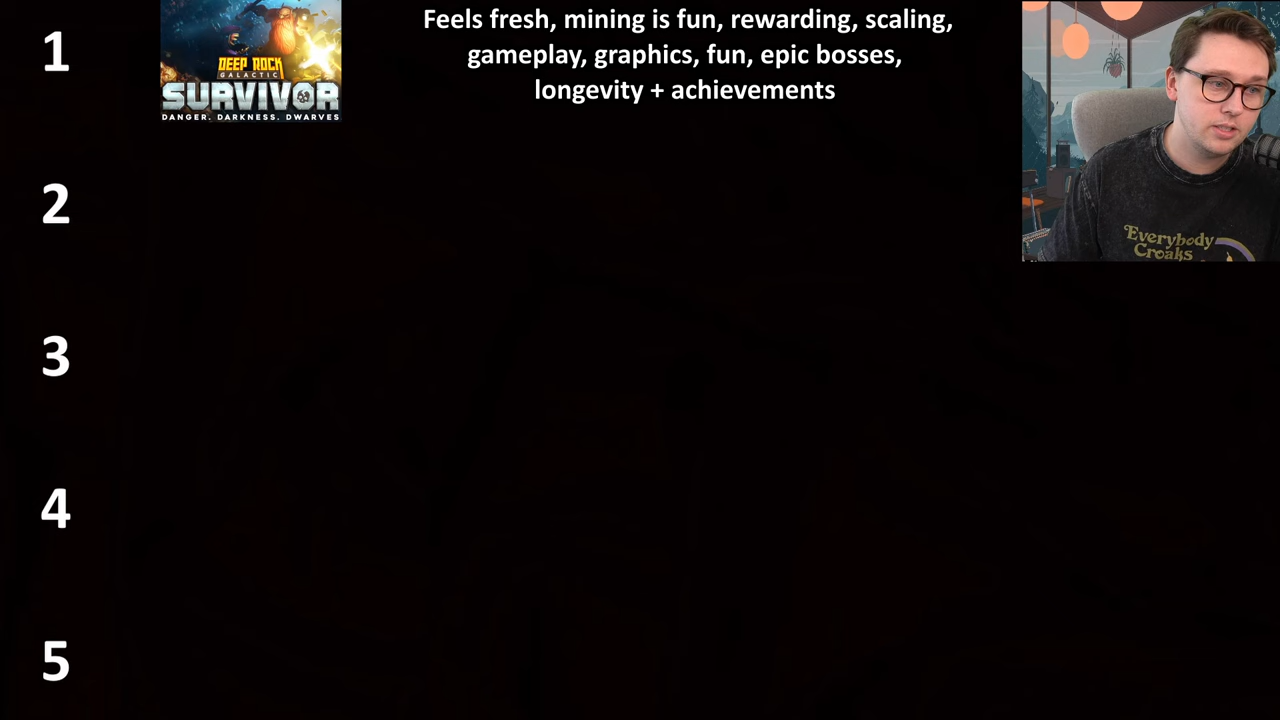 1
DEEP ROCK
GALACTIC
SURVIVOR
DANGER. DARKNESS. DWARVES
Feels fresh, mining is fun, rewarding, scaling,
gameplay, graphics, fun, epic bosses,
longevity + achievements
Everybody
Croaks
2
3
4
5